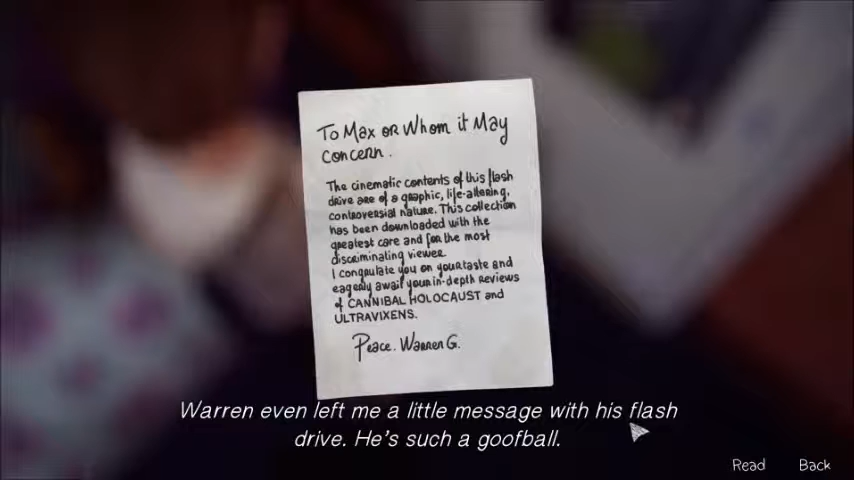 To Max or Whom it May
Concern.
The cinematic contents of this flash
drive are of a graphic, life-altering,
controversial nature. This collection
has been downloaded with the
greatest care and for the most
discriminating viewer.
I congratulate you on your taste and
eagerly await your in-depth reviews
of CANNIBAL HOLOCAUST and
ULTRAVIXENS.
Peace. Warren G.
Warren even left me a little message with his flash
drive. He's such a goofball.
Read Back